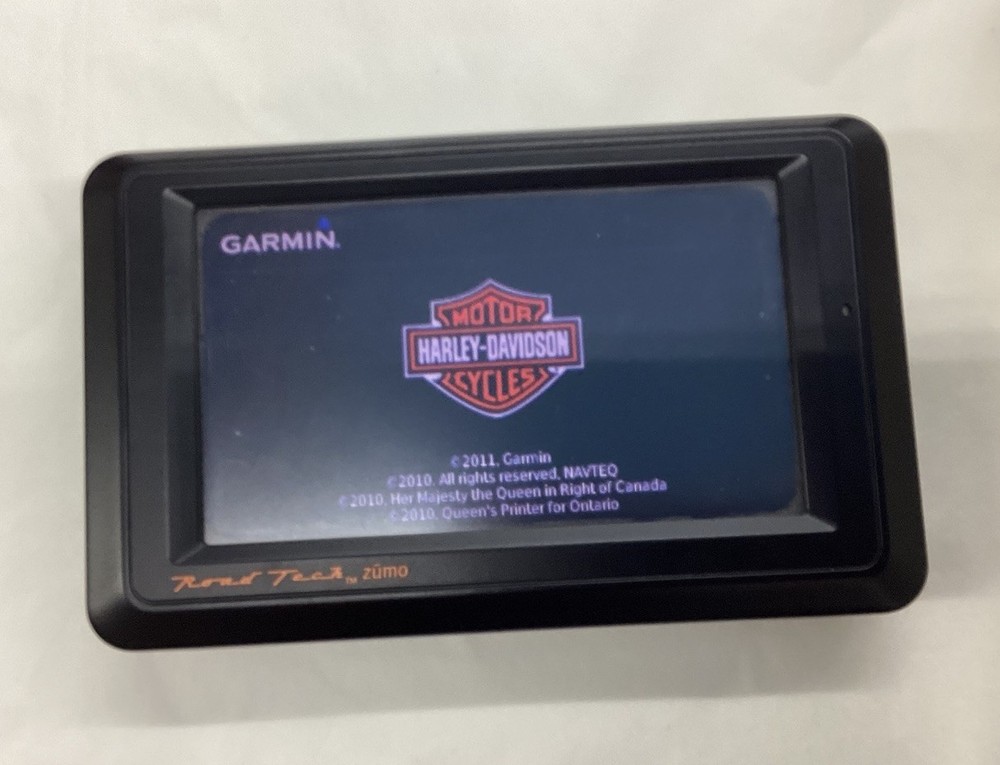 GARMIN.
MOTOR
HARLEY-DAVIDSON
CYCLES
©2011, Garmin
©2010, All rights reserved, NAVTEQ
©2010, Her Majesty the Queen in Right of Canada
©2010, Queen's Printer for Ontario
Road Tech™ zūmo